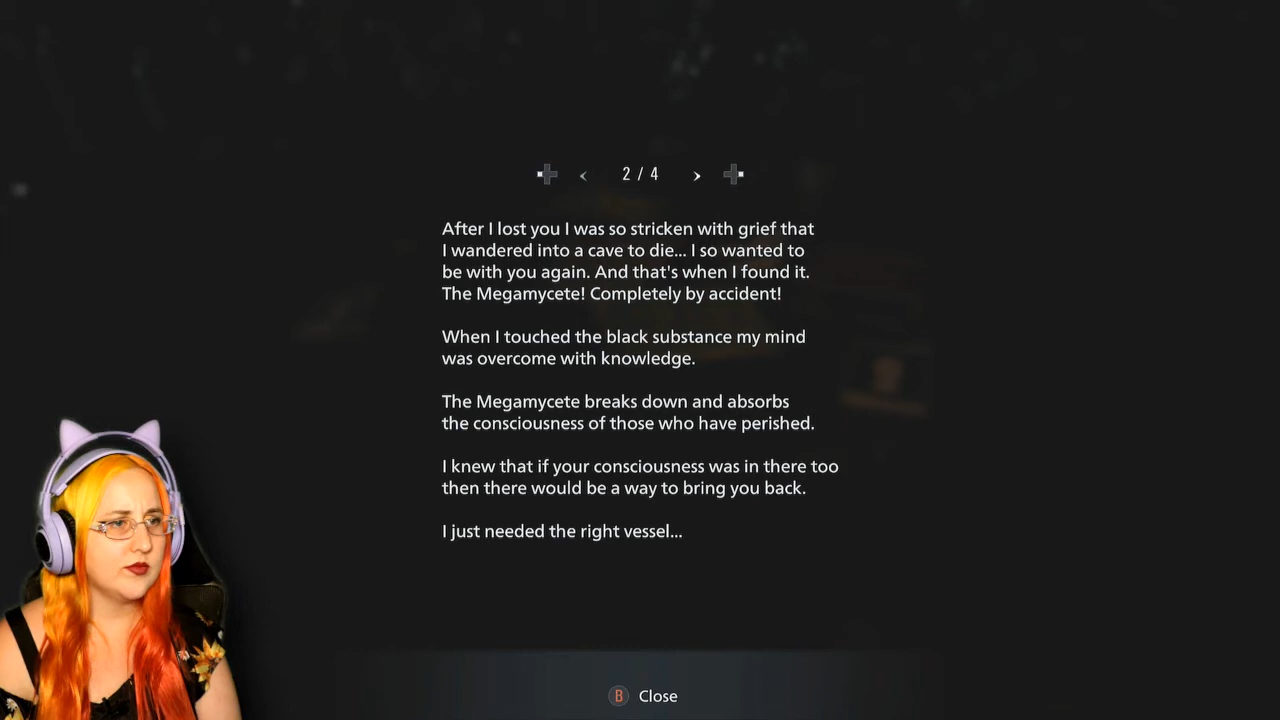 2 / 4
After I lost you I was so stricken with grief that
I wandered into a cave to die... I so wanted to
be with you again. And that's when I found it.
The Megamycete! Completely by accident!
When I touched the black substance my mind
was overcome with knowledge.
The Megamycete breaks down and absorbs
the consciousness of those who have perished.
I knew that if your consciousness was in there too
then there would be a way to bring you back.
I just needed the right vessel...
B Close